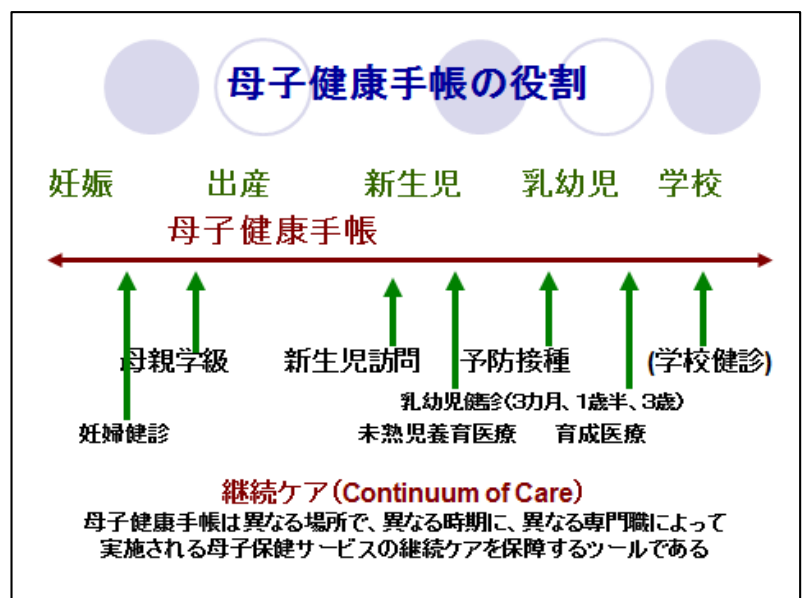 母子健康手帳の役割
妊娠 出産 新生児 乳幼児 学校
母子健康手帳
母親学級 新生児訪問 予防接種 (学校健診)
乳幼児健診(3カ月、1歳半、3歳)
妊婦健診 未熟児養育医療 育成医療
継続ケア(Continuum of Care)
母子健康手帳は異なる場所で、異なる時期に、異なる専門職によって
実施される母子保健サービスの継続ケアを保障するツールである